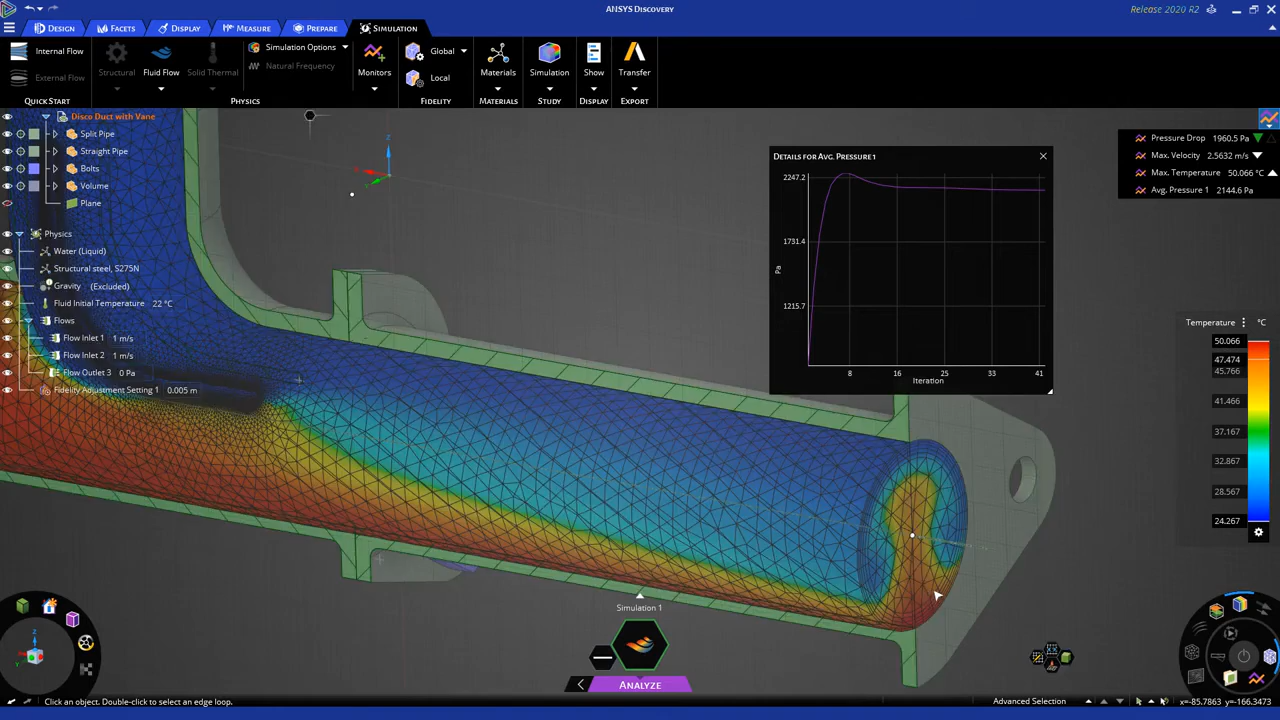 ANSYS Discovery
Release 2020 R2
DESIGN
FACETS
DISPLAY
MEASURE
PREPARE
SIMULATION
Internal Flow
External Flow
QUICKSTART
Structural
Fluid Flow
Solid Thermal
Simulation Options
Natural Frequency
PHYSICS
Monitors
Global
Local
FIDELITY
Materials
MATERIALS
Simulation
STUDY
Show
DISPLAY
Transfer
EXPORT
Disco Duct with Vane
Split Pipe
Straight Pipe
Bolts
Volume
Plane
Physics
Water (Liquid)
Structural steel, S275N
Gravity (Excluded)
Fluid Initial Temperature 22 °C
Flows
Flow Inlet 1 1 m/s
Flow Inlet 2 1 m/s
Flow Outlet 3 0 Pa
Fidelity Adjustment Setting 1 0.005 m
Z
DETAILS FOR AVG. PRESSURE 1
2247.2
1731.4
Pa
1215.7
8 16 25 33 41
Iteration
Pressure Drop 1960.5 Pa
Max. Velocity 2.5632 m/s
Max. Temperature 50.066 °C
Avg. Pressure 1 2144.6 Pa
Temperature °C
50.066
47.474
45.766
41.466
37.167
32.867
28.567
24.267
Simulation 1
ANALYZE
Z
Y
Click an object. Double-click to select an edge loop.
Advanced Selection
x=-85.7863 y=-166.3473